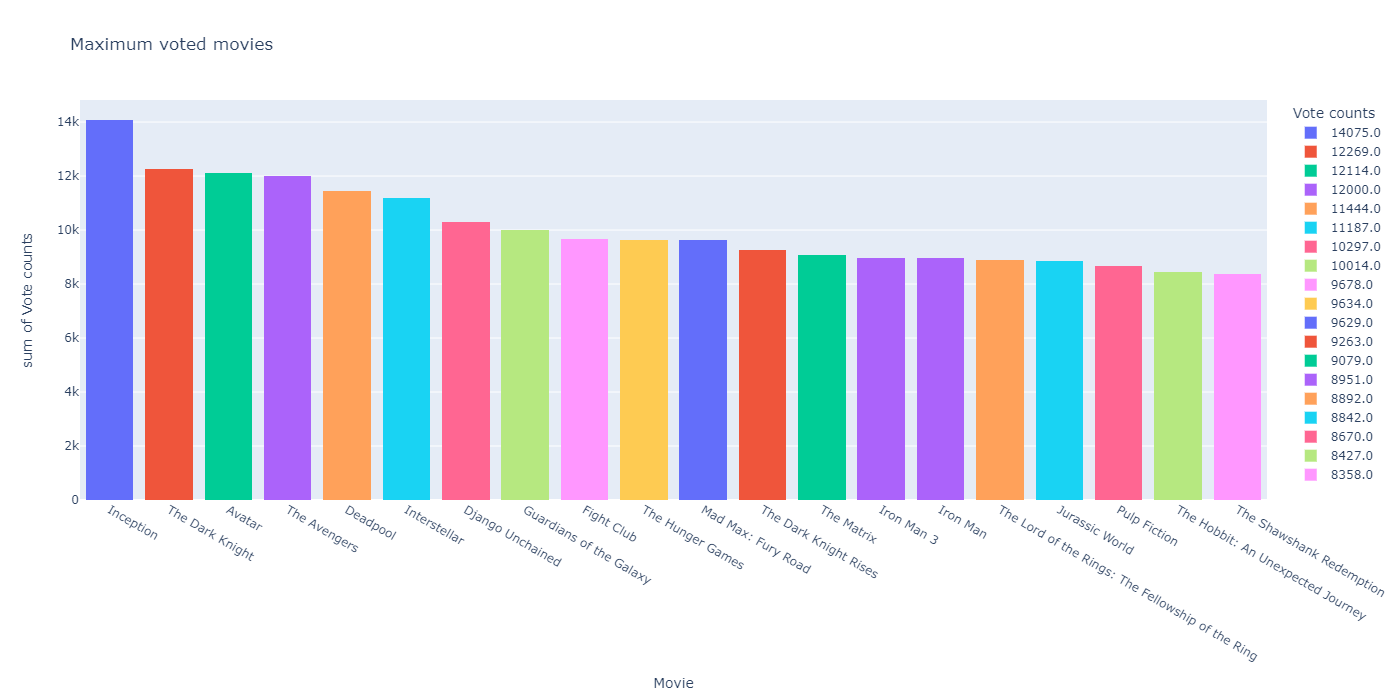 Maximum voted movies
Vote counts
14075.0
12269.0
12114.0
12000.0
11444.0
11187.0
10297.0
10014.0
9678.0
9634.0
9629.0
9263.0
9079.0
8951.0
8892.0
8842.0
8670.0
8427.0
8358.0
sum of Vote counts
14k
12k
10k
8k
6k
4k
2k
0
Inception
The Dark Knight
Avatar
The Avengers
Deadpool
Interstellar
Django Unchained
Guardians of the Galaxy
Fight Club
The Hunger Games
Mad Max: Fury Road
The Dark Knight Rises
The Matrix
Iron Man 3
Iron Man
The Lord of the Rings: The Fellowship of the Ring
Jurassic World
Pulp Fiction
The Hobbit: An Unexpected Journey
The Shawshank Redemption
Movie